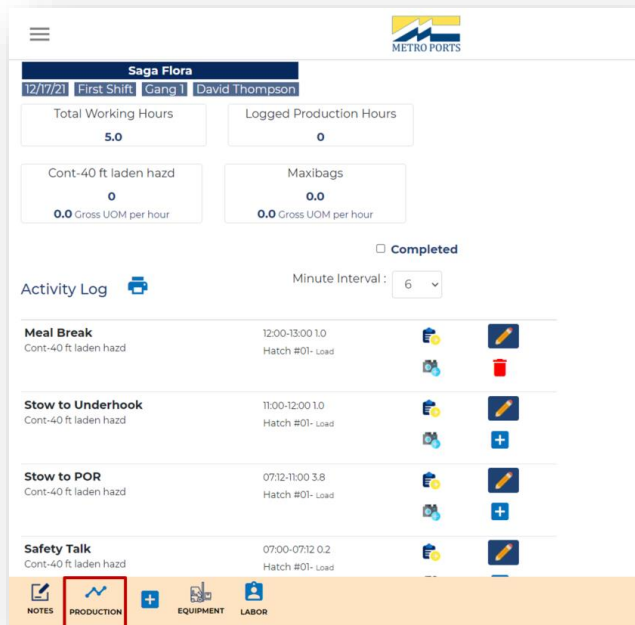 METRO PORTS
Saga Flora
12/17/21 First Shift Gang 1 David Thompson
Total Working Hours
5.0
Logged Production Hours
0
Cont-40 ft laden hazd
0
0.0 Gross UOM per hour
Maxibags
0.0
0.0 Gross UOM per hour
Completed
Activity Log
Minute Interval : 6
Meal Break
Cont-40 ft laden hazd
12:00-13:00 1.0
Hatch #01- Load
Stow to Underhook
Cont-40 ft laden hazd
11:00-12:00 1.0
Hatch #01- Load
Stow to POR
Cont-40 ft laden hazd
07:12-11:00 3.8
Hatch #01- Load
Safety Talk
Cont-40 ft laden hazd
07:00-07:12 0.2
Hatch #01- Load
NOTES PRODUCTION EQUIPMENT LABOR